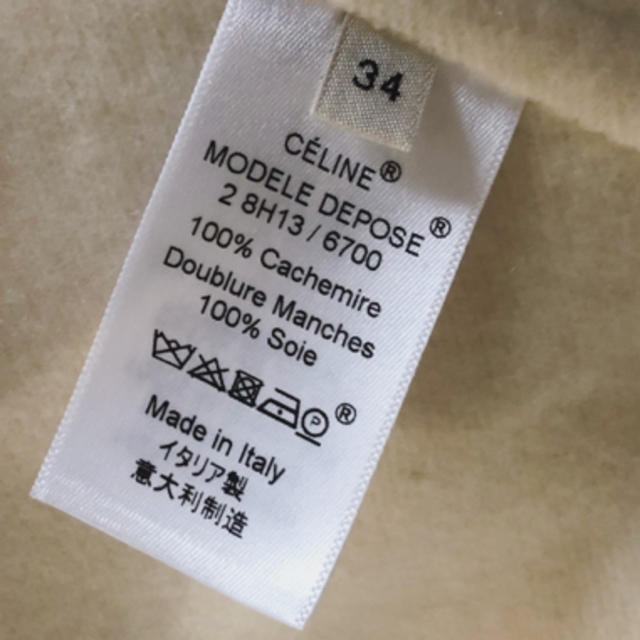 34
CÉLINE®
MODELE DEPOSE®
2 8H13 / 6700
100% Cachemire
Doublure Manches
100% Soie
P ®
Made in Italy
イタリア製
意大利制造